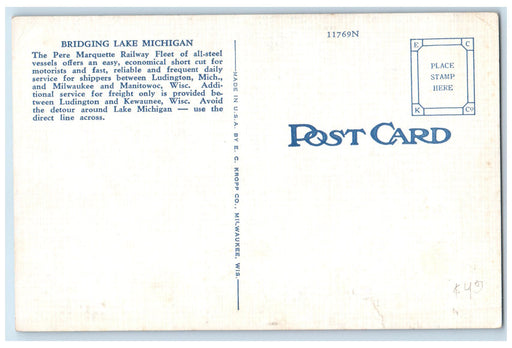 BRIDGING LAKE MICHIGAN
The Pere Marquette Railway Fleet of all-steel
vessels offers an easy, economical short cut for
motorists and fast, reliable and frequent daily
service for shippers between Ludington, Mich.,
and Milwaukee and Manitowoc, Wisc. Addi-
tional service for freight only is provided be-
tween Ludington and Kewaunee, Wisc. Avoid
the detour around Lake Michigan — use the
direct line across.
MADE IN U.S.A. BY E. C. KROPP CO., MILWAUKEE, WIS.
11769N
E C
PLACE
STAMP
HERE
K Co
POST CARD